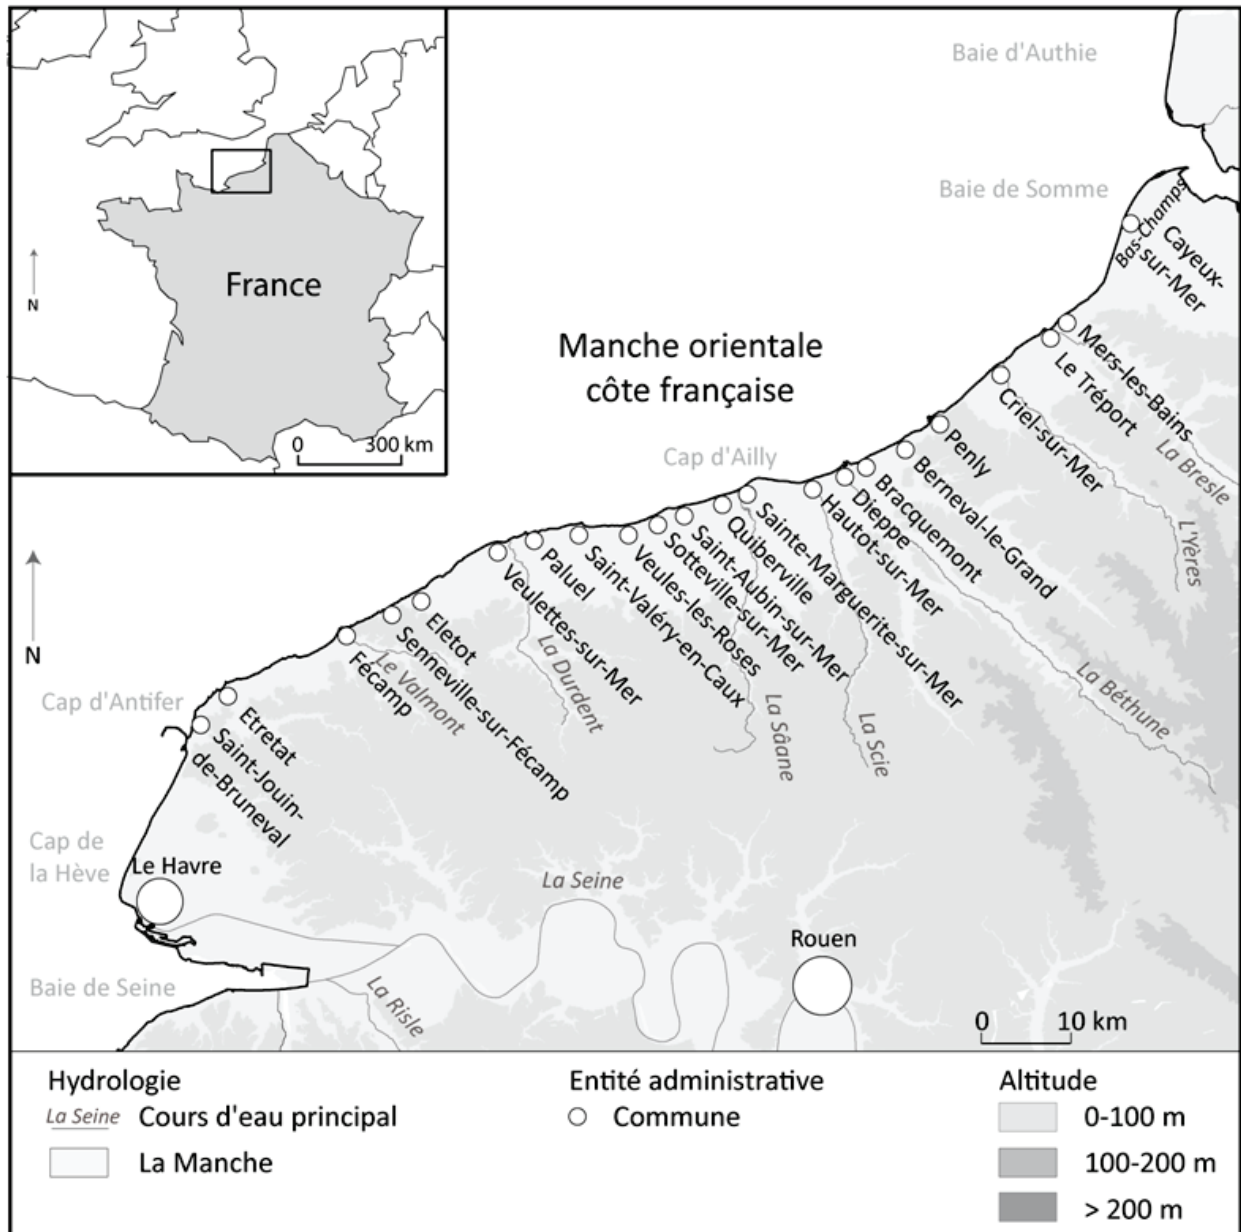 France
N
0 300 km
Baie d'Authie
Baie de Somme
Bas-Champs
Cayeux-
sur-Mer
Manche orientale
côte française
Mers-les-Bains
Le Tréport
La Bresle
Criel-sur-Mer
L'Yères
Penly
Berneval-le-Grand
Bracquemont
Dieppe
La Béthune
Cap d'Ailly
Hautot-sur-Mer
La Scie
Sainte-Marguerite-sur-Mer
Quiberville
La Sâane
Saint-Aubin-sur-Mer
Sotteville-sur-Mer
Veules-les-Roses
Saint-Valéry-en-Caux
Paluel
Veulettes-sur-Mer
La Durdent
Eletot
Senneville-sur-Fécamp
Fécamp
Le Valmont
N
Cap d'Antifer
Etretat
Saint-Jouin-
de-Bruneval
Cap de
la Hève
Le Havre
La Seine
Rouen
Baie de Seine
La Risle
0 10 km
Hydrologie
La Seine Cours d'eau principal
La Manche
Entité administrative
Commune
Altitude
0-100 m
100-200 m
> 200 m